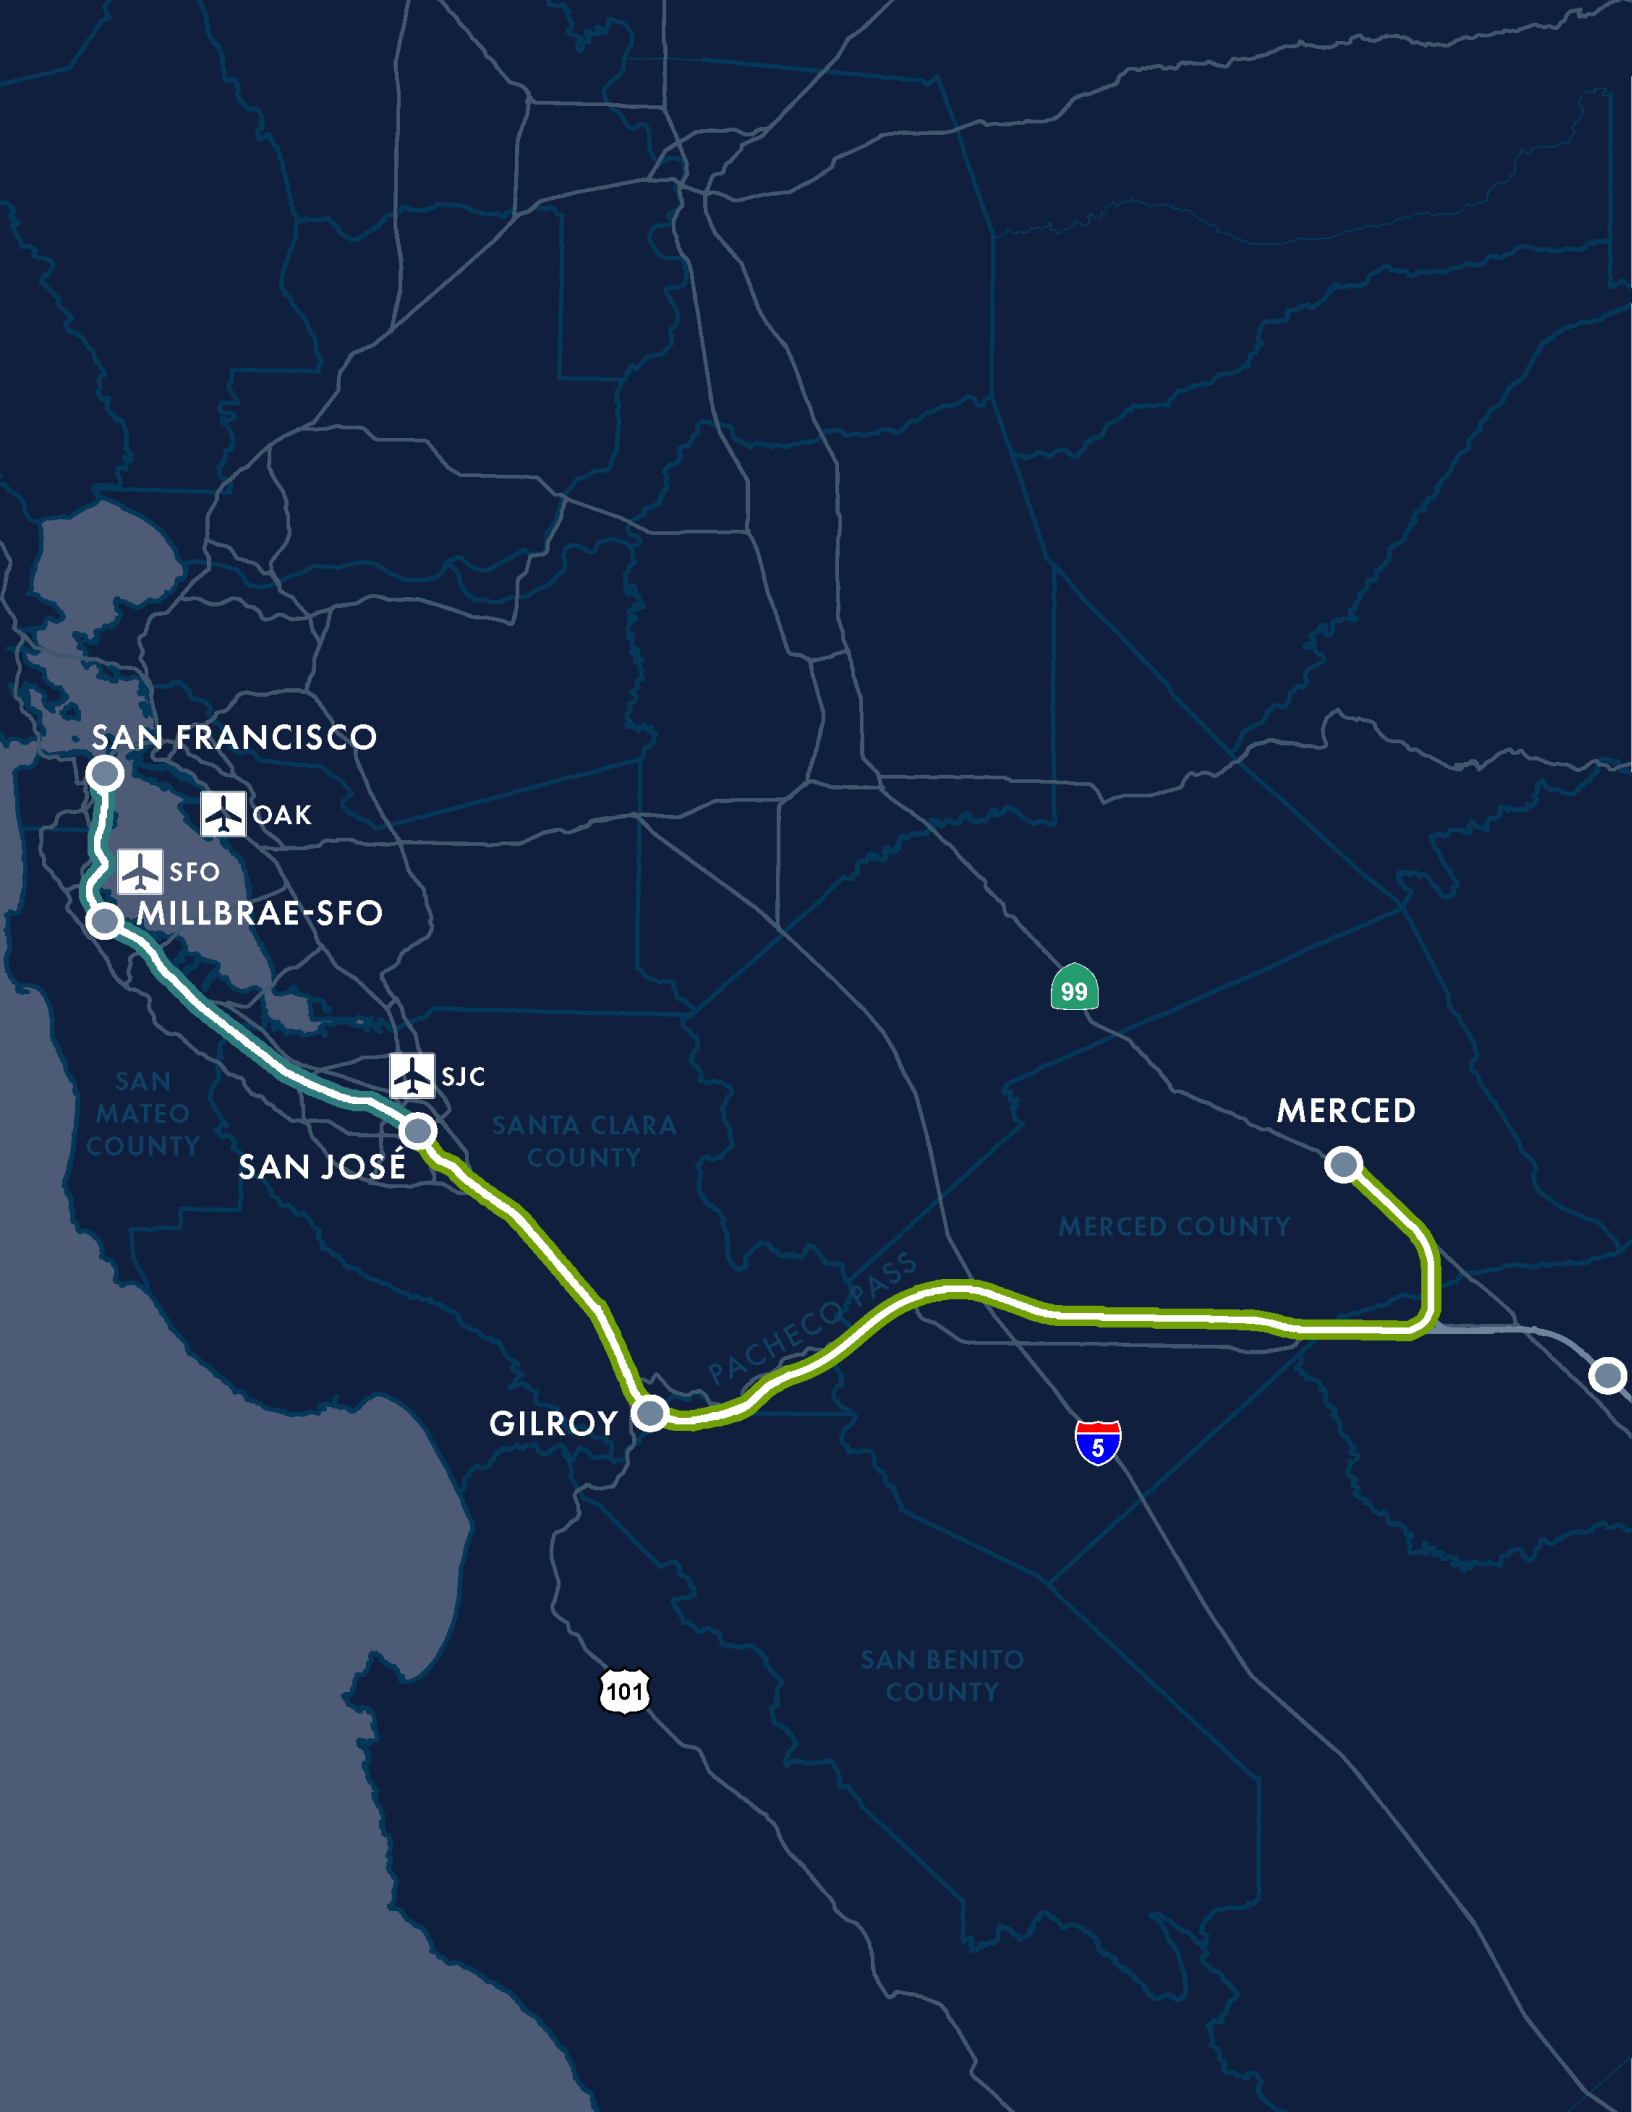 SAN FRANCISCO
OAK
SFO
MILLBRAE-SFO
99
SJC
SAN
MATEO
COUNTY
SANTA CLARA
COUNTY
MERCED
SAN JOSÉ
MERCED COUNTY
PACHECO PASS
GILROY
5
SAN BENITO
COUNTY
101